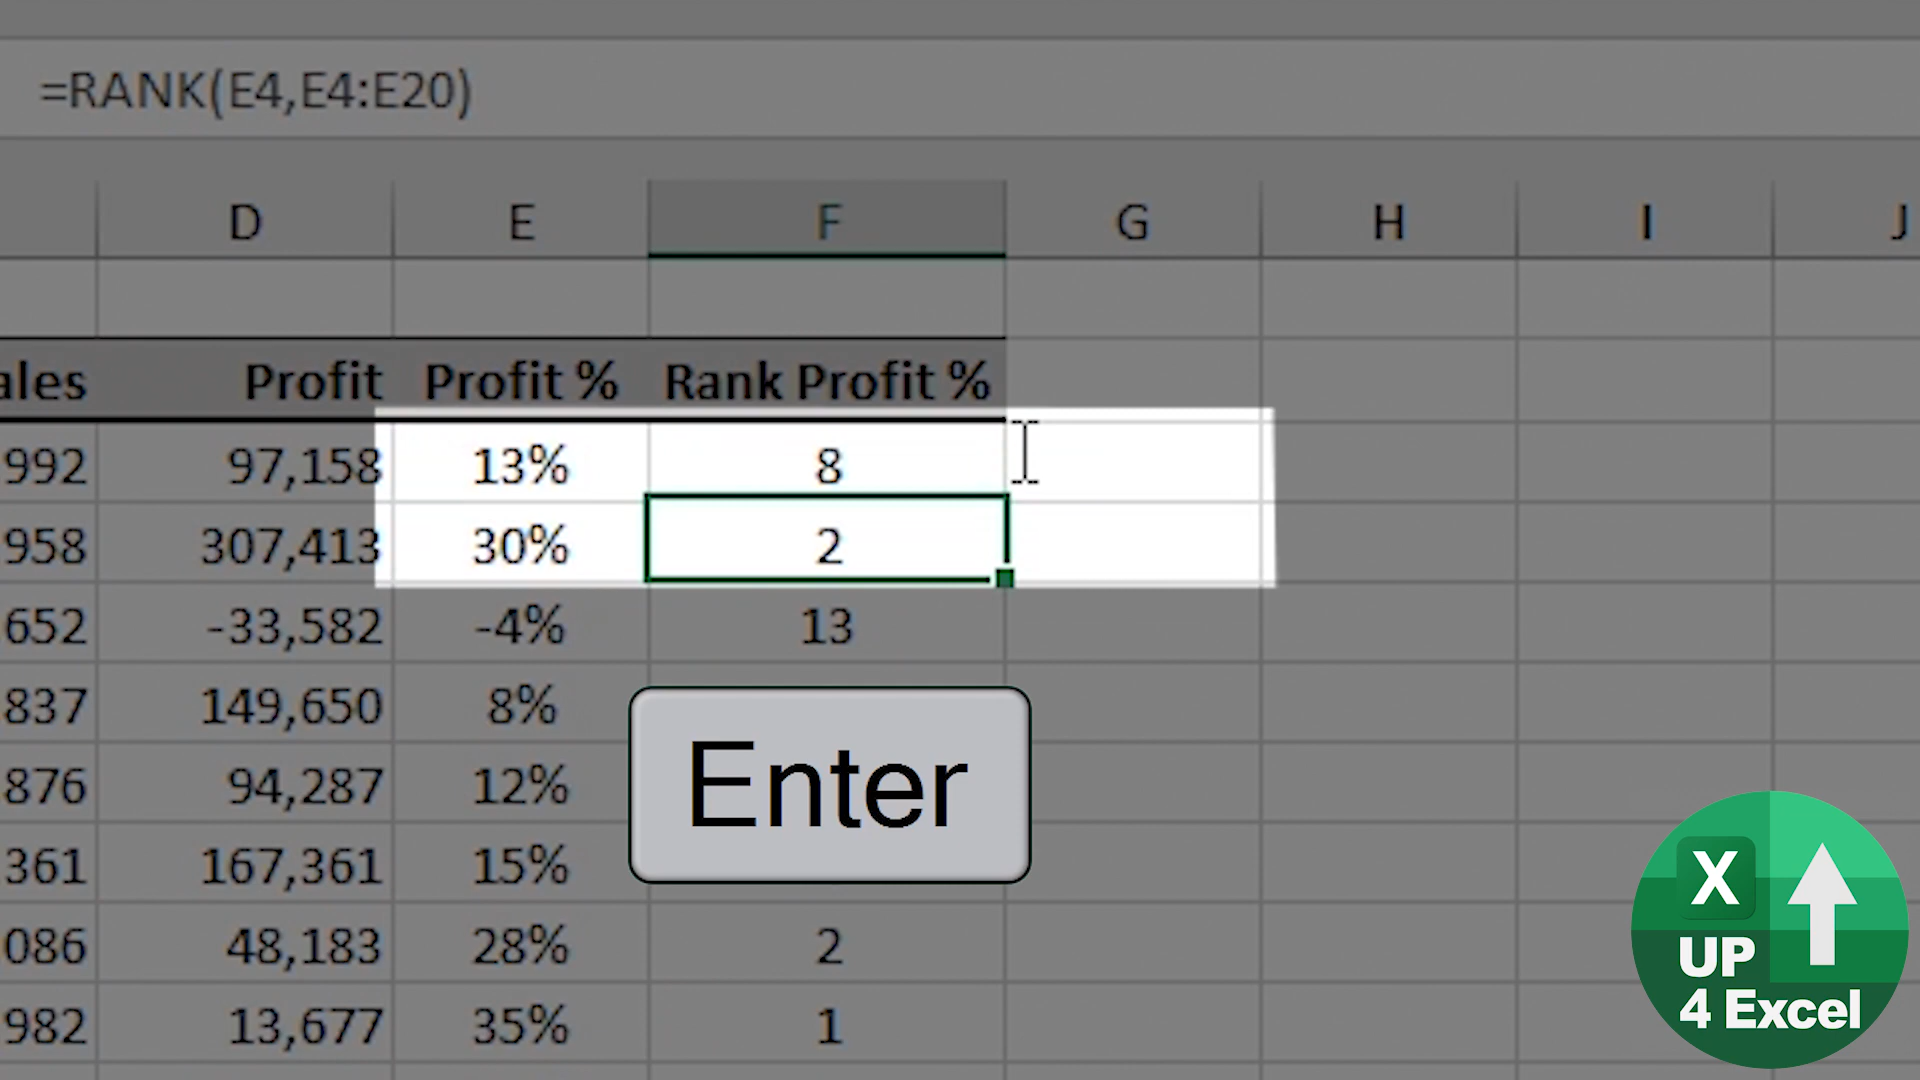 =RANK(E4,E4:E20)
D E F G H I J
ales Profit Profit % Rank Profit %
992 97,158 13% 8
958 307,413 30% 2
652 -33,582 -4% 13
837 149,650 8%
876 94,287 12%
361 167,361 15%
086 48,183 28% 2
982 13,677 35% 1
Enter
X
UP
4 Excel